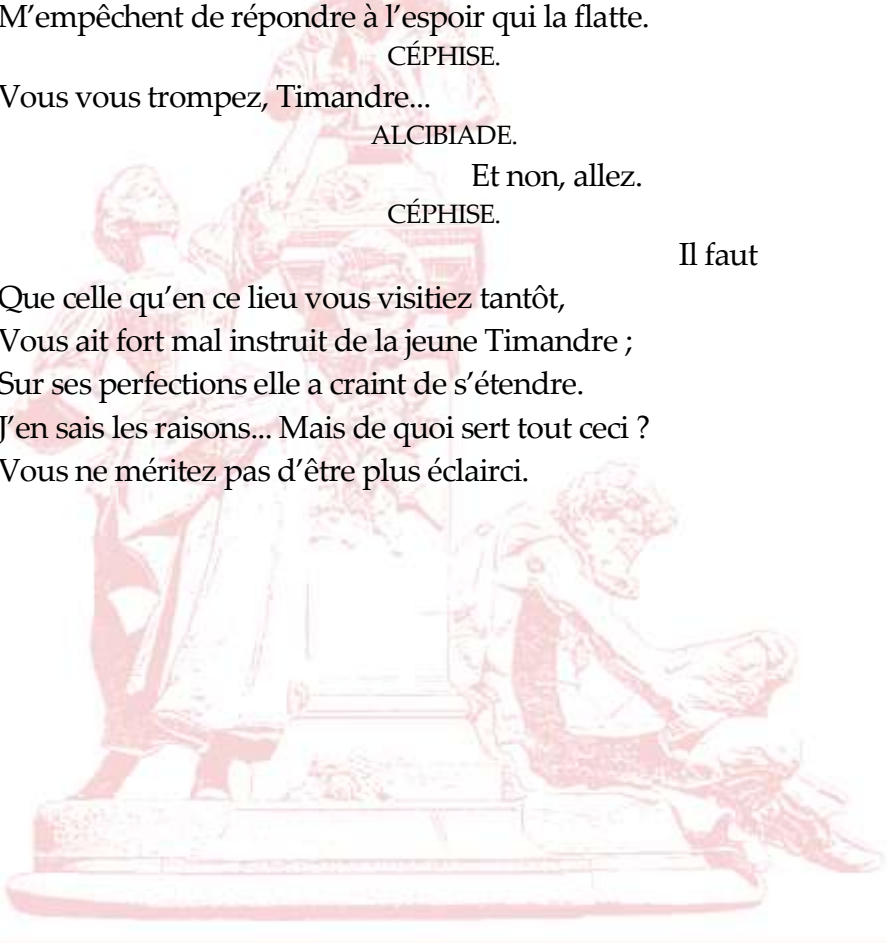 M’empêchent de répondre à l’espoir qui la flatte.
CÉPHISE.
Vous vous trompez, Timandre...
ALCIBIADE.
Et non, allez.
CÉPHISE.
Il faut
Que celle qu’en ce lieu vous visitiez tantôt,
Vous ait fort mal instruit de la jeune Timandre ;
Sur ses perfections elle a craint de s’étendre.
J’en sais les raisons... Mais de quoi sert tout ceci ?
Vous ne méritez pas d’être plus éclairci.